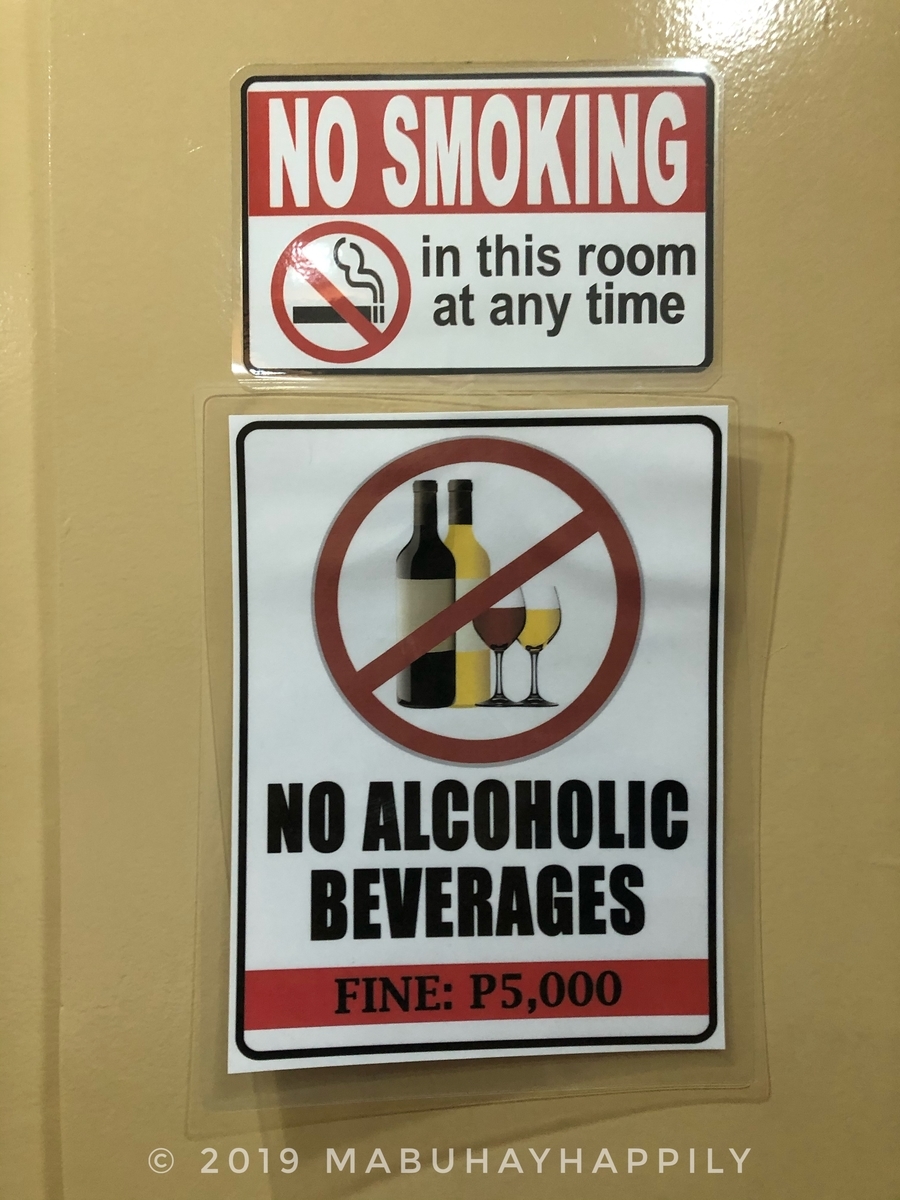 NO SMOKING
in this room
at any time
NO ALCOHOLIC
BEVERAGES
FINE: P5,000
© 2019 MABUHAYHAPPILY